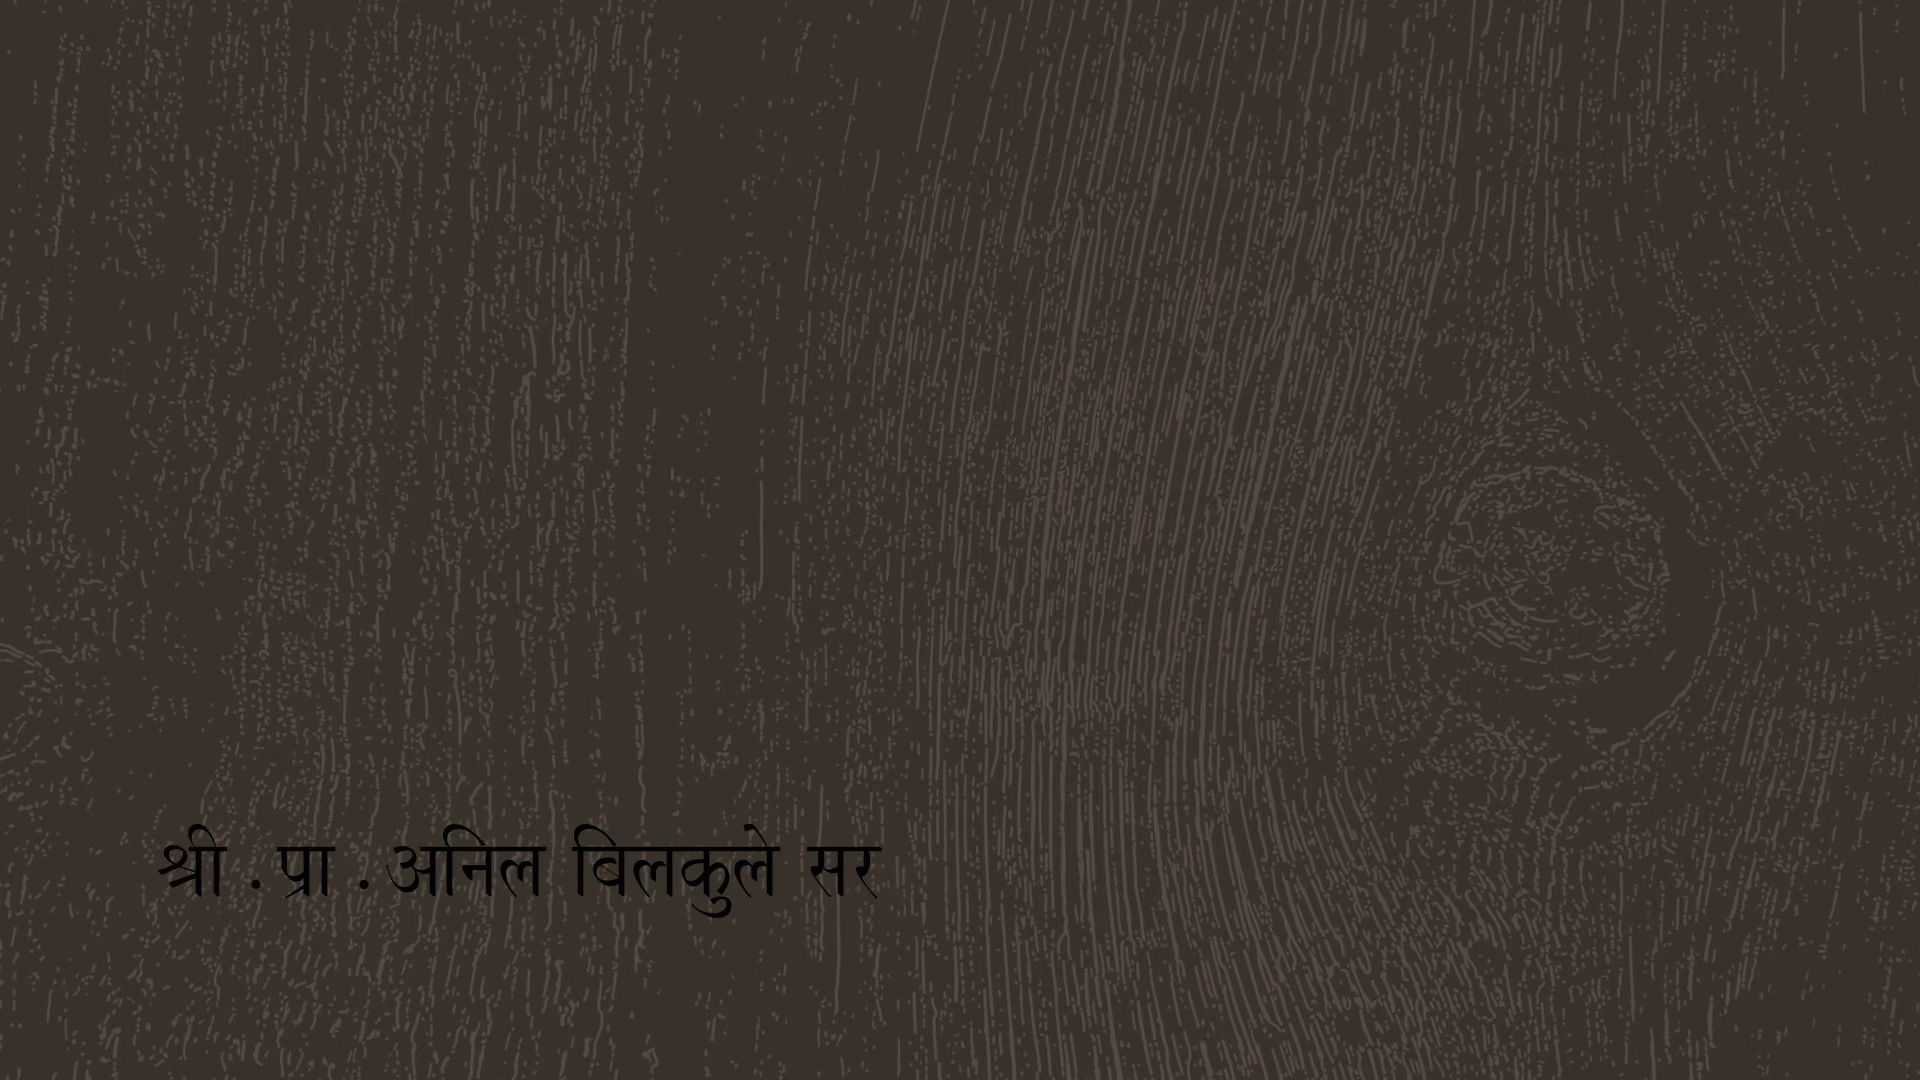 श्री . प्रा . अनिल बिलकुले सर